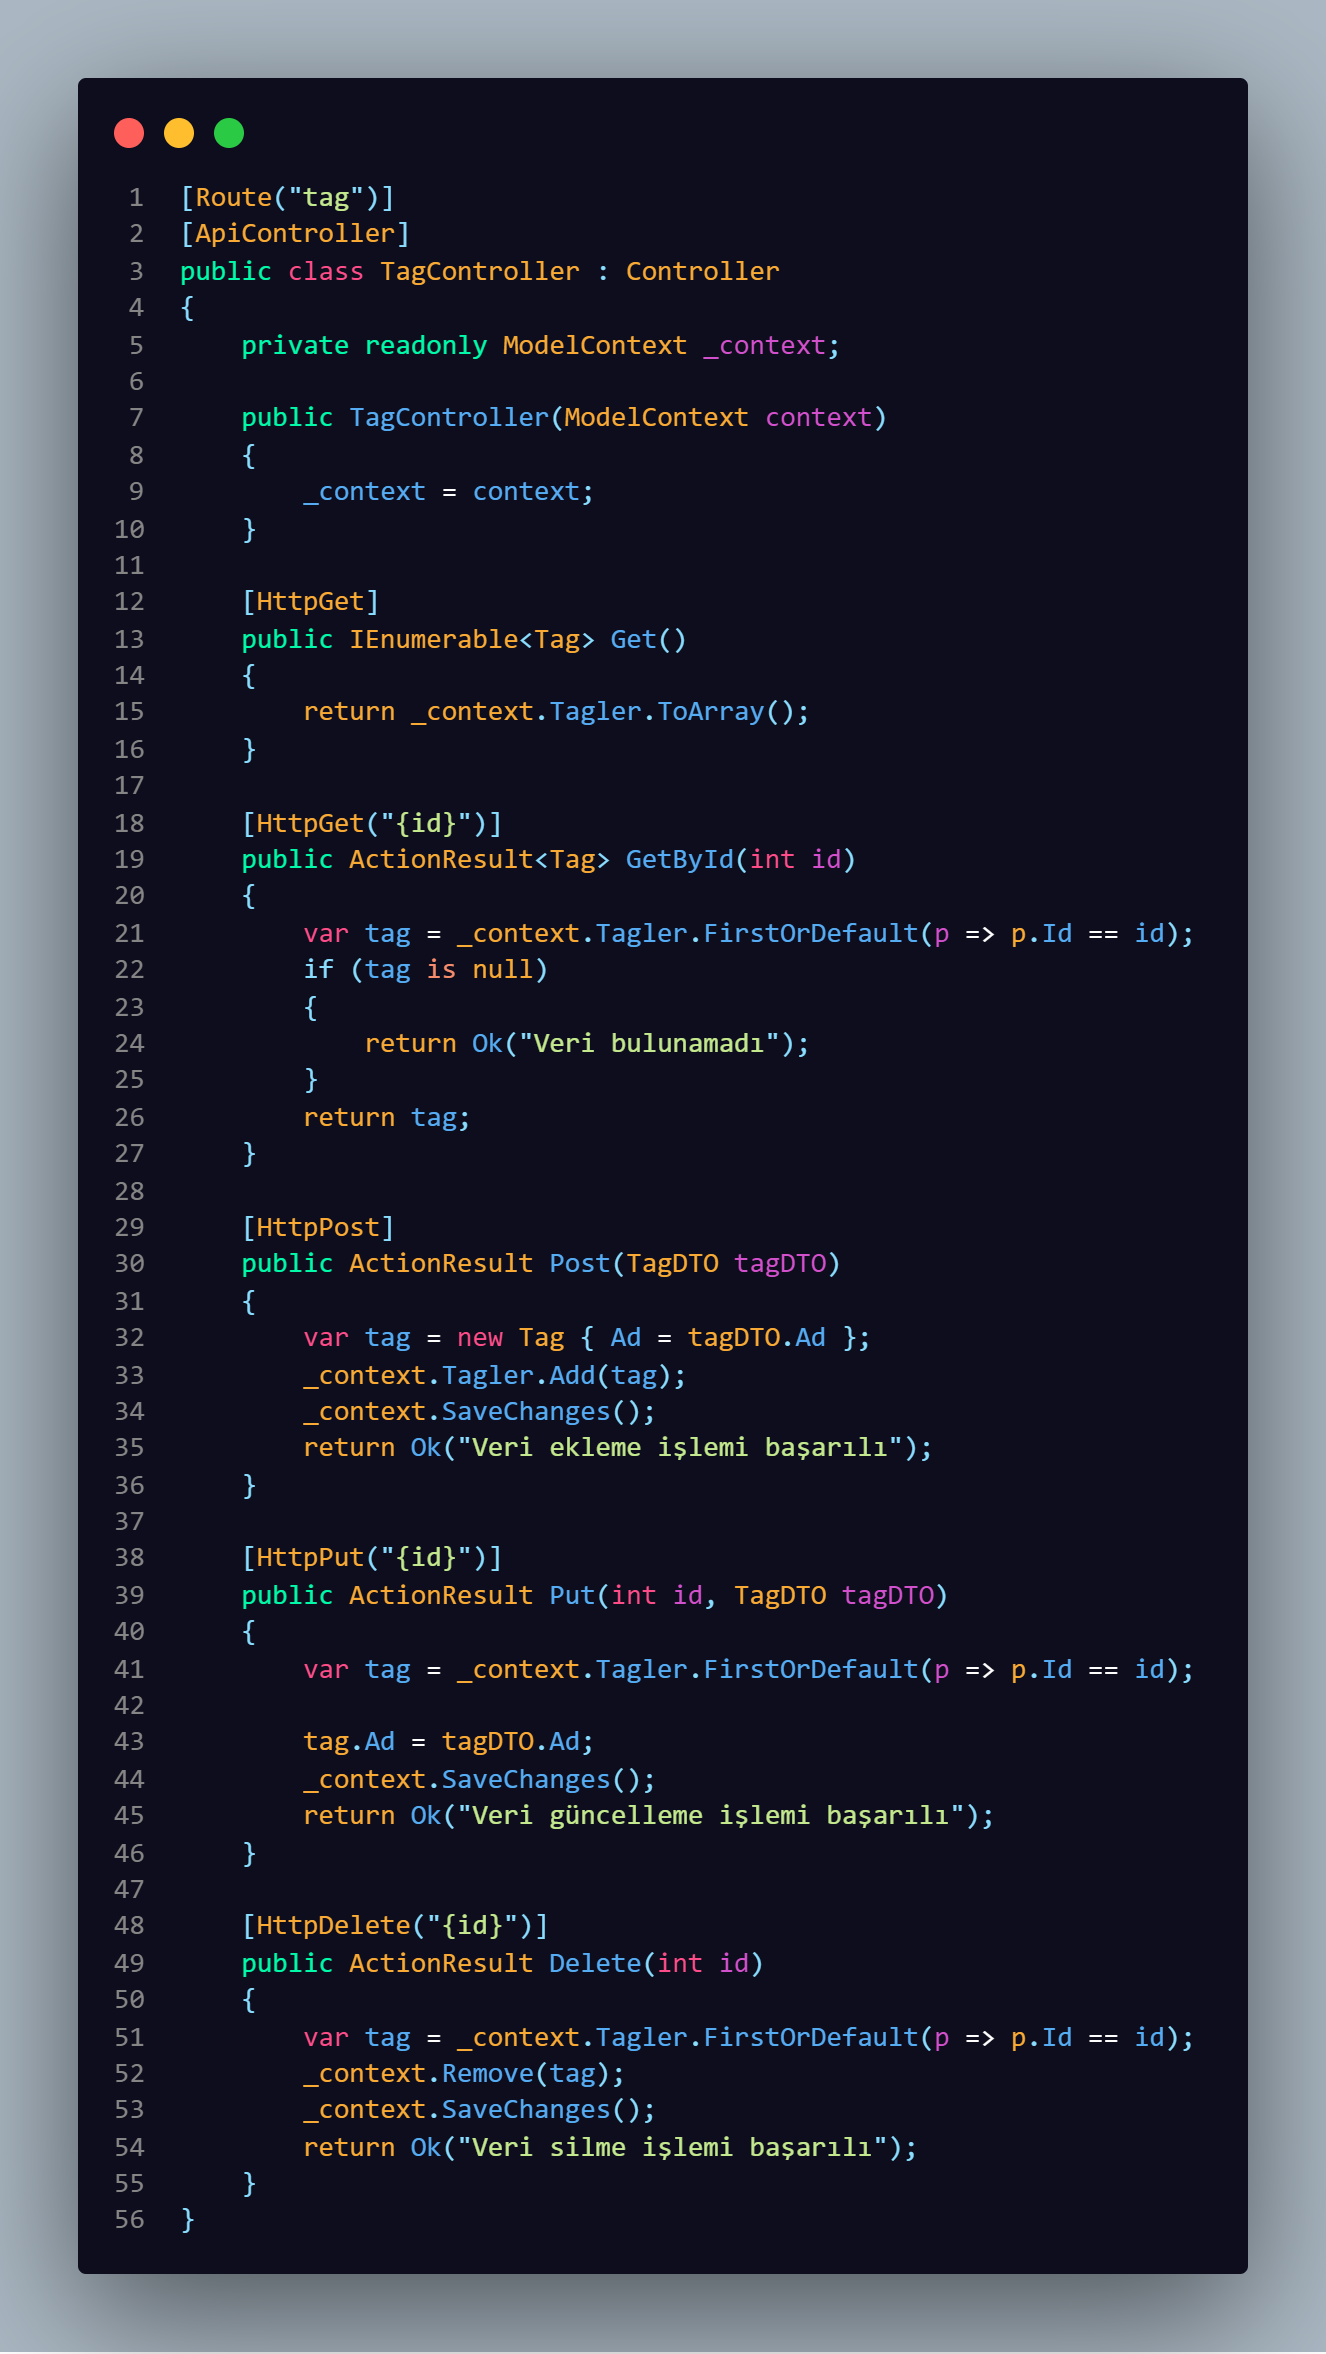 1 [Route("tag")]
2 [ApiController]
3 public class TagController : Controller
4 {
5     private readonly ModelContext _context;
6
7     public TagController(ModelContext context)
8     {
9         _context = context;
10     }
11
12     [HttpGet]
13     public IEnumerable<Tag> Get()
14     {
15         return _context.Tagler.ToArray();
16     }
17
18     [HttpGet("{id}")]
19     public ActionResult<Tag> GetById(int id)
20     {
21         var tag = _context.Tagler.FirstOrDefault(p => p.Id == id);
22         if (tag is null)
23         {
24             return Ok("Veri bulunamadı");
25         }
26         return tag;
27     }
28
29     [HttpPost]
30     public ActionResult Post(TagDTO tagDTO)
31     {
32         var tag = new Tag { Ad = tagDTO.Ad };
33         _context.Tagler.Add(tag);
34         _context.SaveChanges();
35         return Ok("Veri ekleme işlemi başarılı");
36     }
37
38     [HttpPut("{id}")]
39     public ActionResult Put(int id, TagDTO tagDTO)
40     {
41         var tag = _context.Tagler.FirstOrDefault(p => p.Id == id);
42
43         tag.Ad = tagDTO.Ad;
44         _context.SaveChanges();
45         return Ok("Veri güncelleme işlemi başarılı");
46     }
47
48     [HttpDelete("{id}")]
49     public ActionResult Delete(int id)
50     {
51         var tag = _context.Tagler.FirstOrDefault(p => p.Id == id);
52         _context.Remove(tag);
53         _context.SaveChanges();
54         return Ok("Veri silme işlemi başarılı");
55     }
56 }